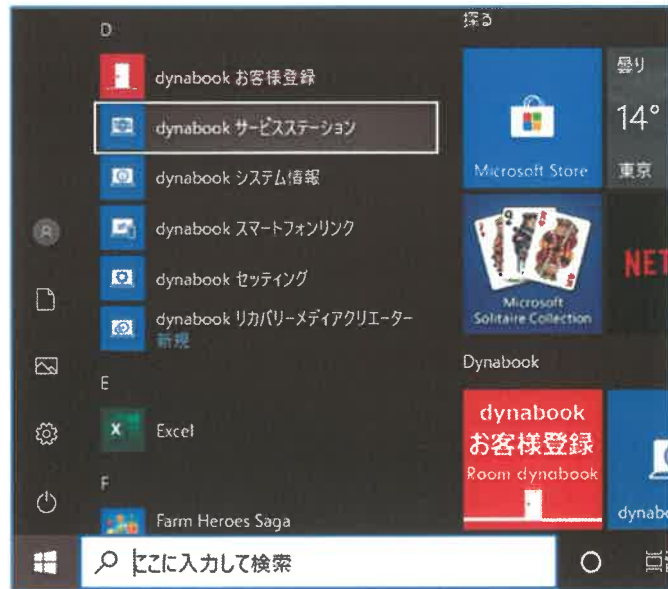 D
dynabook お客様登録
dynabook サービスステーション
dynabook システム情報
dynabook スマートフォンリンク
dynabook セッティング
dynabook リカバリーメディアクリエーター
新規
E
Excel
F
Farm Heroes Saga
ここに入力して検索
探る
Microsoft Store
曇り
14°
東京
Microsoft
Solitaire Collection
NET
Dynabook
dynabook
お客様登録
Room dynabook